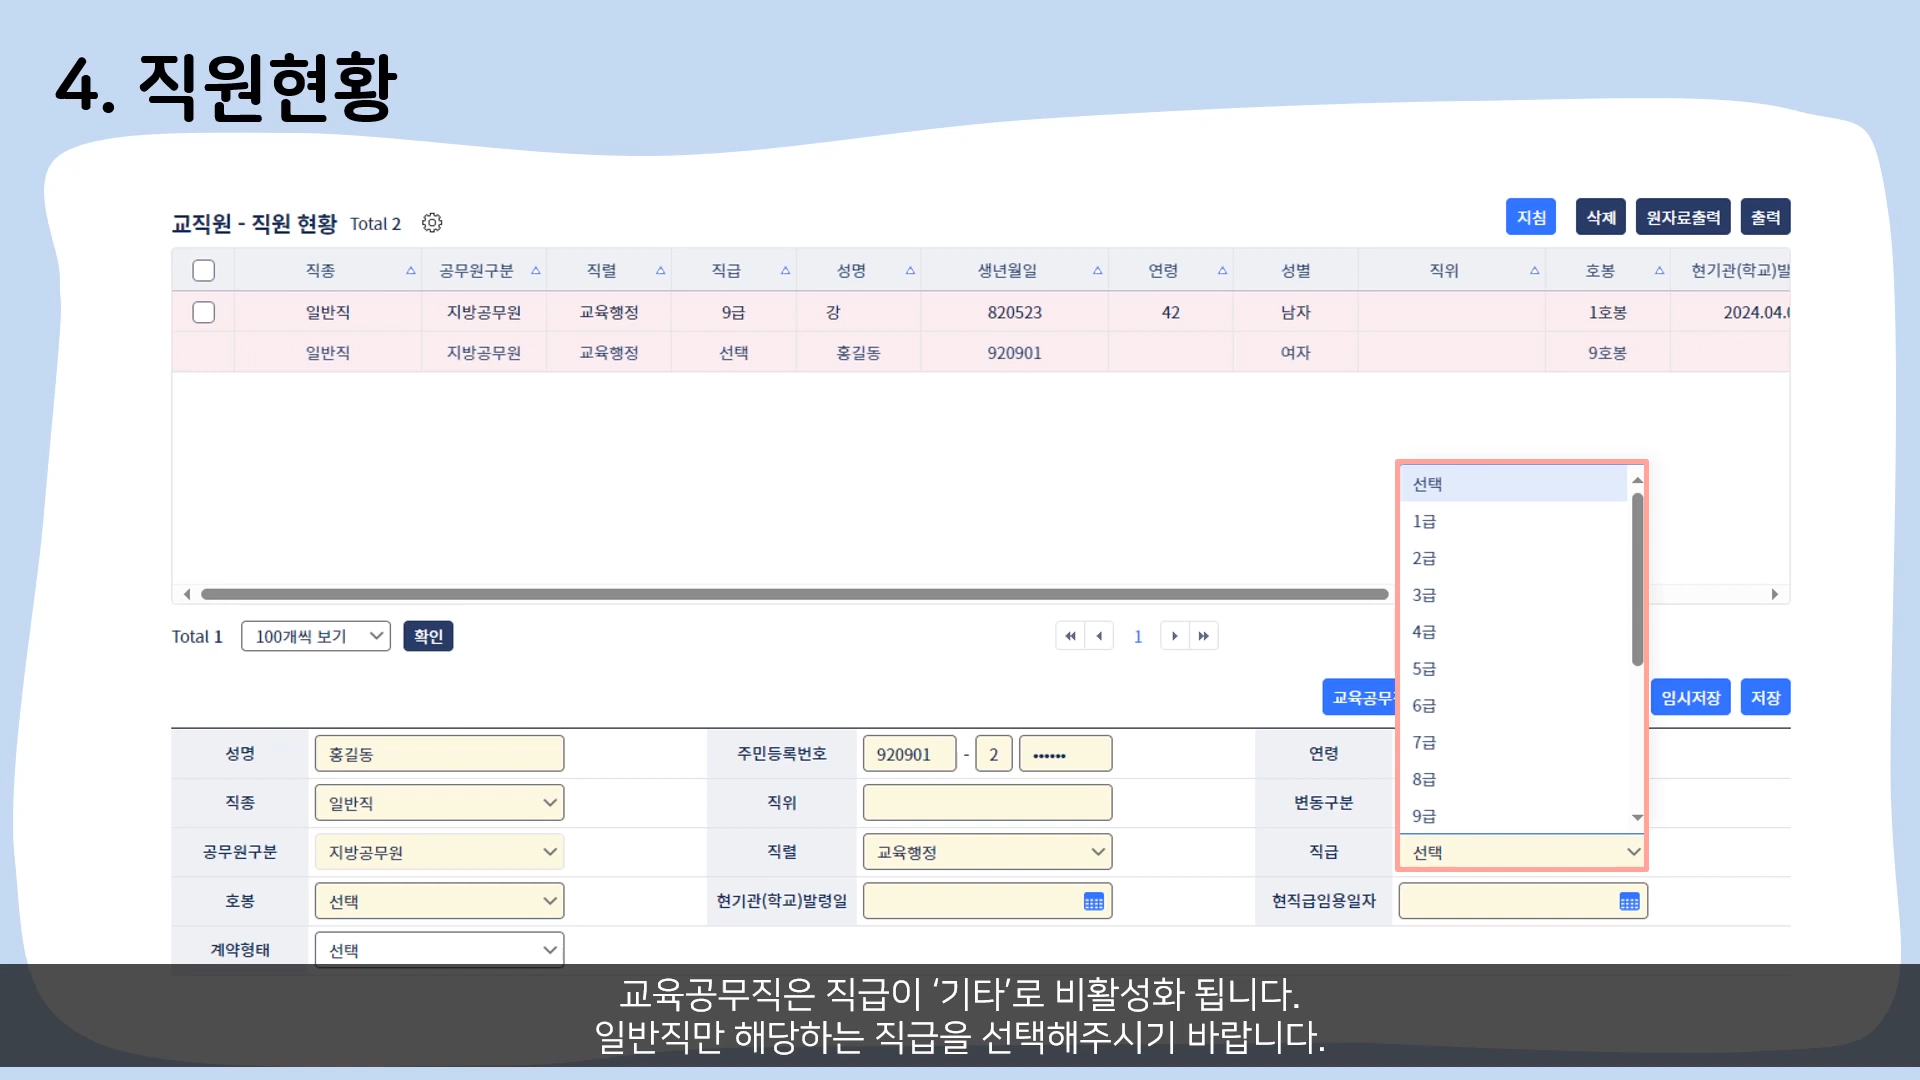 4. 직원현황
교직원 - 직원 현황 Total 2
지침 삭제 원자료출력 출력
직종 공무원구분 직렬 직급 성명 생년월일 연령 성별 직위 호봉 현기관(학교)발
일반직 지방공무원 교육행정 9급 강 820523 42 남자 1호봉 2024.04.
일반직 지방공무원 교육행정 선택 홍길동 920901 여자 9호봉
선택
1급
2급
3급
4급
5급
6급
7급
8급
9급
Total 1 100개씩 보기 확인 1
교육공무 임시저장 저장
성명 홍길동 주민등록번호 920901 - 2 •••••• 연령
직종 일반직 직위 변동구분
공무원구분 지방공무원 직렬 교육행정 직급 선택
호봉 선택 현기관(학교)발령일 현직급임용일자
계약형태 선택
교육공무직은 직급이 ‘기타’로 비활성화 됩니다.
일반직만 해당하는 직급을 선택해주시기 바랍니다.